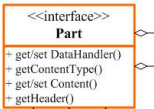 <<interface>>
Part
+ get/set DataHandler()
+ getContentType()
+ get/set Content()
+ getHeader()